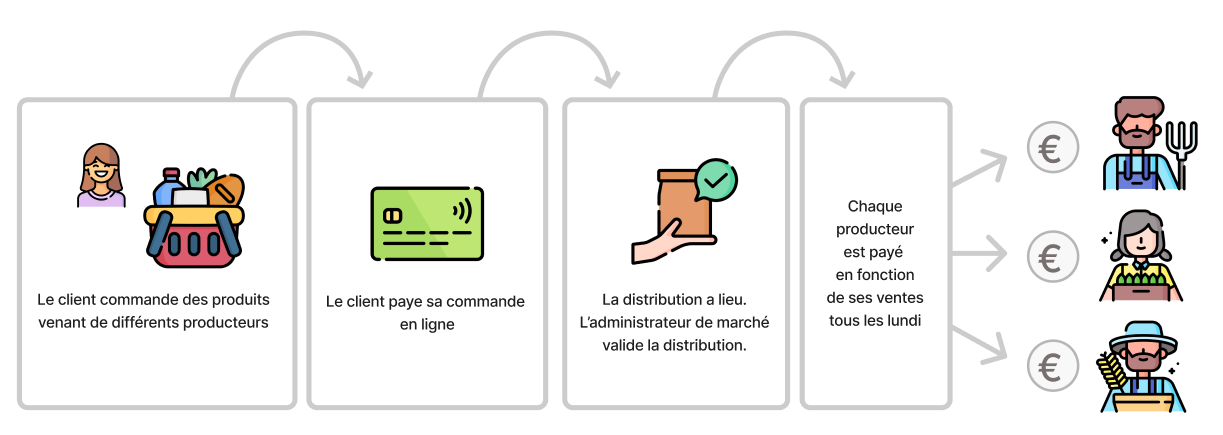 Le client commande des produits
venant de différents producteurs
Le client paye sa commande
en ligne
La distribution a lieu.
L'administrateur de marché
valide la distribution.
Chaque
producteur
est payé
en fonction
de ses ventes
tous les lundi
€
€
€